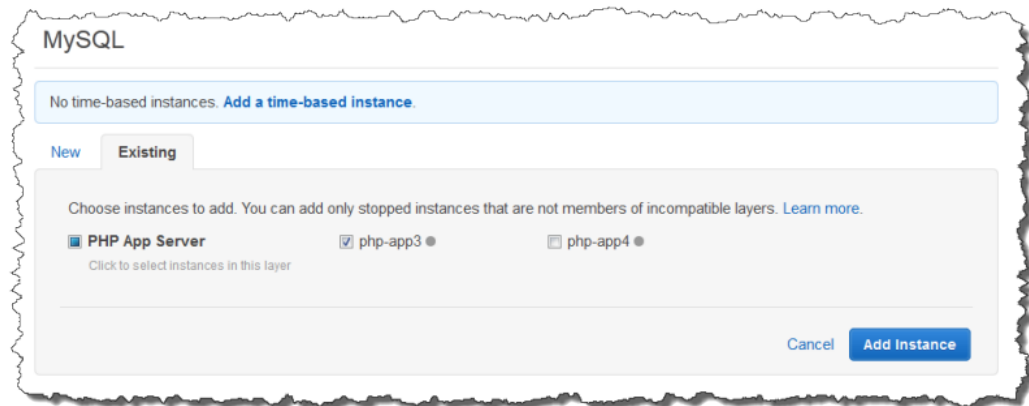 MySQL
No time-based instances. Add a time-based instance.
New Existing
Choose instances to add. You can add only stopped instances that are not members of incompatible layers. Learn more.
PHP App Server php-app3 php-app4
Click to select instances in this layer
Cancel Add Instance